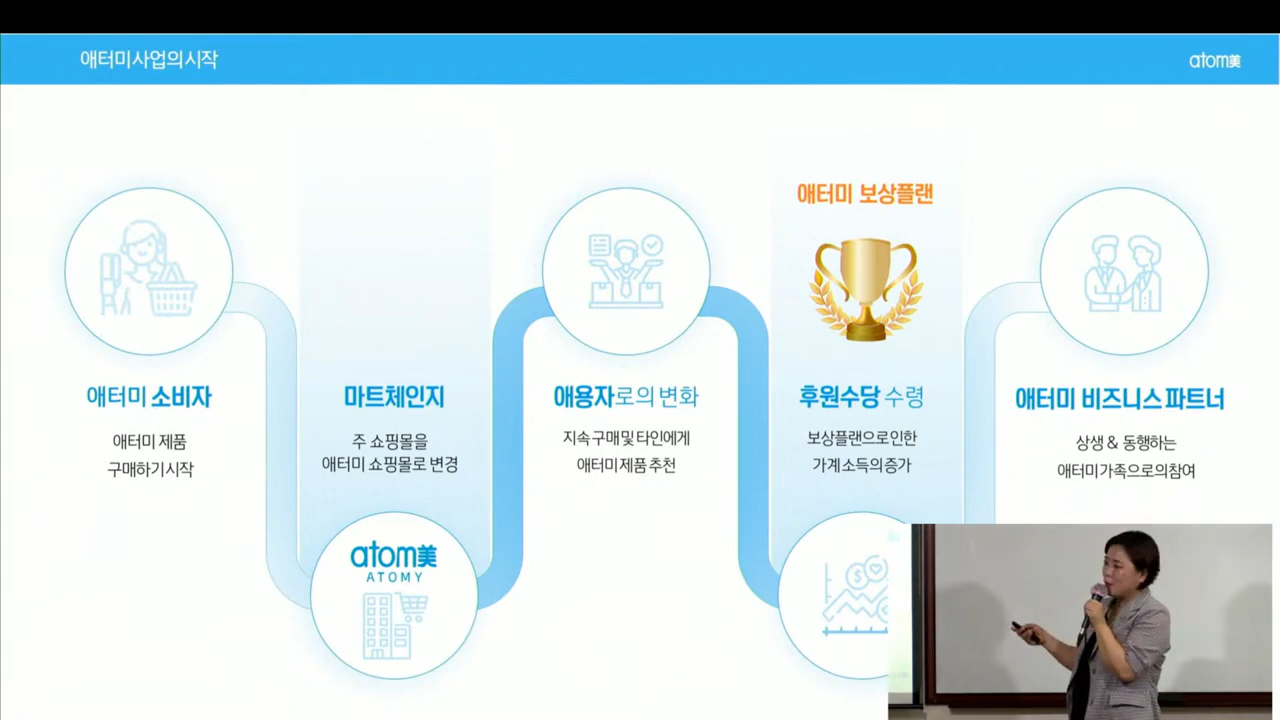 애터미사업의시작
atom美
애터미 소비자
애터미 제품
구매하기시작
마트체인지
주 쇼핑몰을
애터미 쇼핑몰로 변경
atom美
ATOMY
애용자로의 변화
지속구매및타인에게
애터미제품 추천
애터미 보상플랜
후원수당 수령
보상플랜으로인한
가계소득의증가
$
애터미 비즈니스파트너
상생 & 동행하는
애터미가족으로의참여